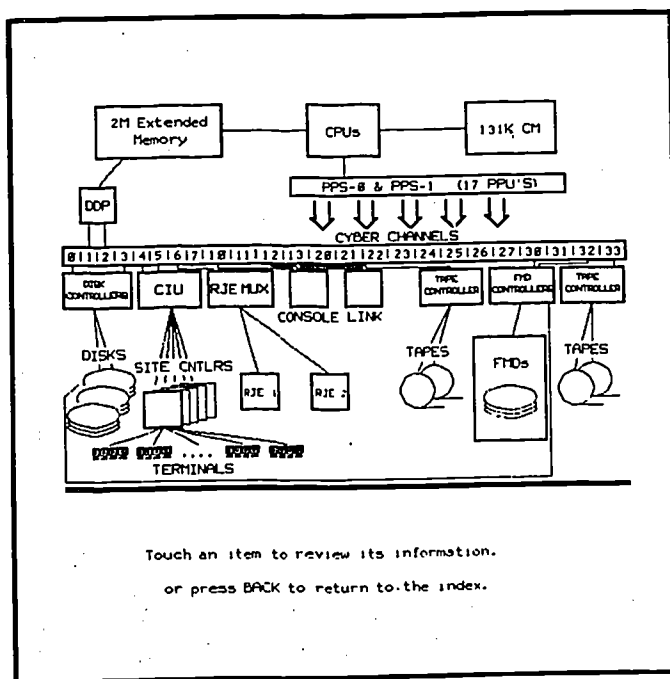 2M Extended
Memory
CPUs
131K CM
PPS-0 & PPS-1 (17 PPU'S)
DDP
CYBER CHANNELS
0|1|2|3|4|5|6|7|10|11|12|13|20|21|22|23|24|25|26|27|30|31|32|33
DISK
CONTROLLERS
CIU
RJE MUX
CONSOLE LINK
TAPE
CONTROLLER
FMD
CONTROLLERS
TAPE
CONTROLLER
DISKS
SITE CNTLRS
RJE 1
RJE 2
TAPES
FMDs
TAPES
....
TERMINALS
Touch an item to review its information.
or press BACK to return to the index.